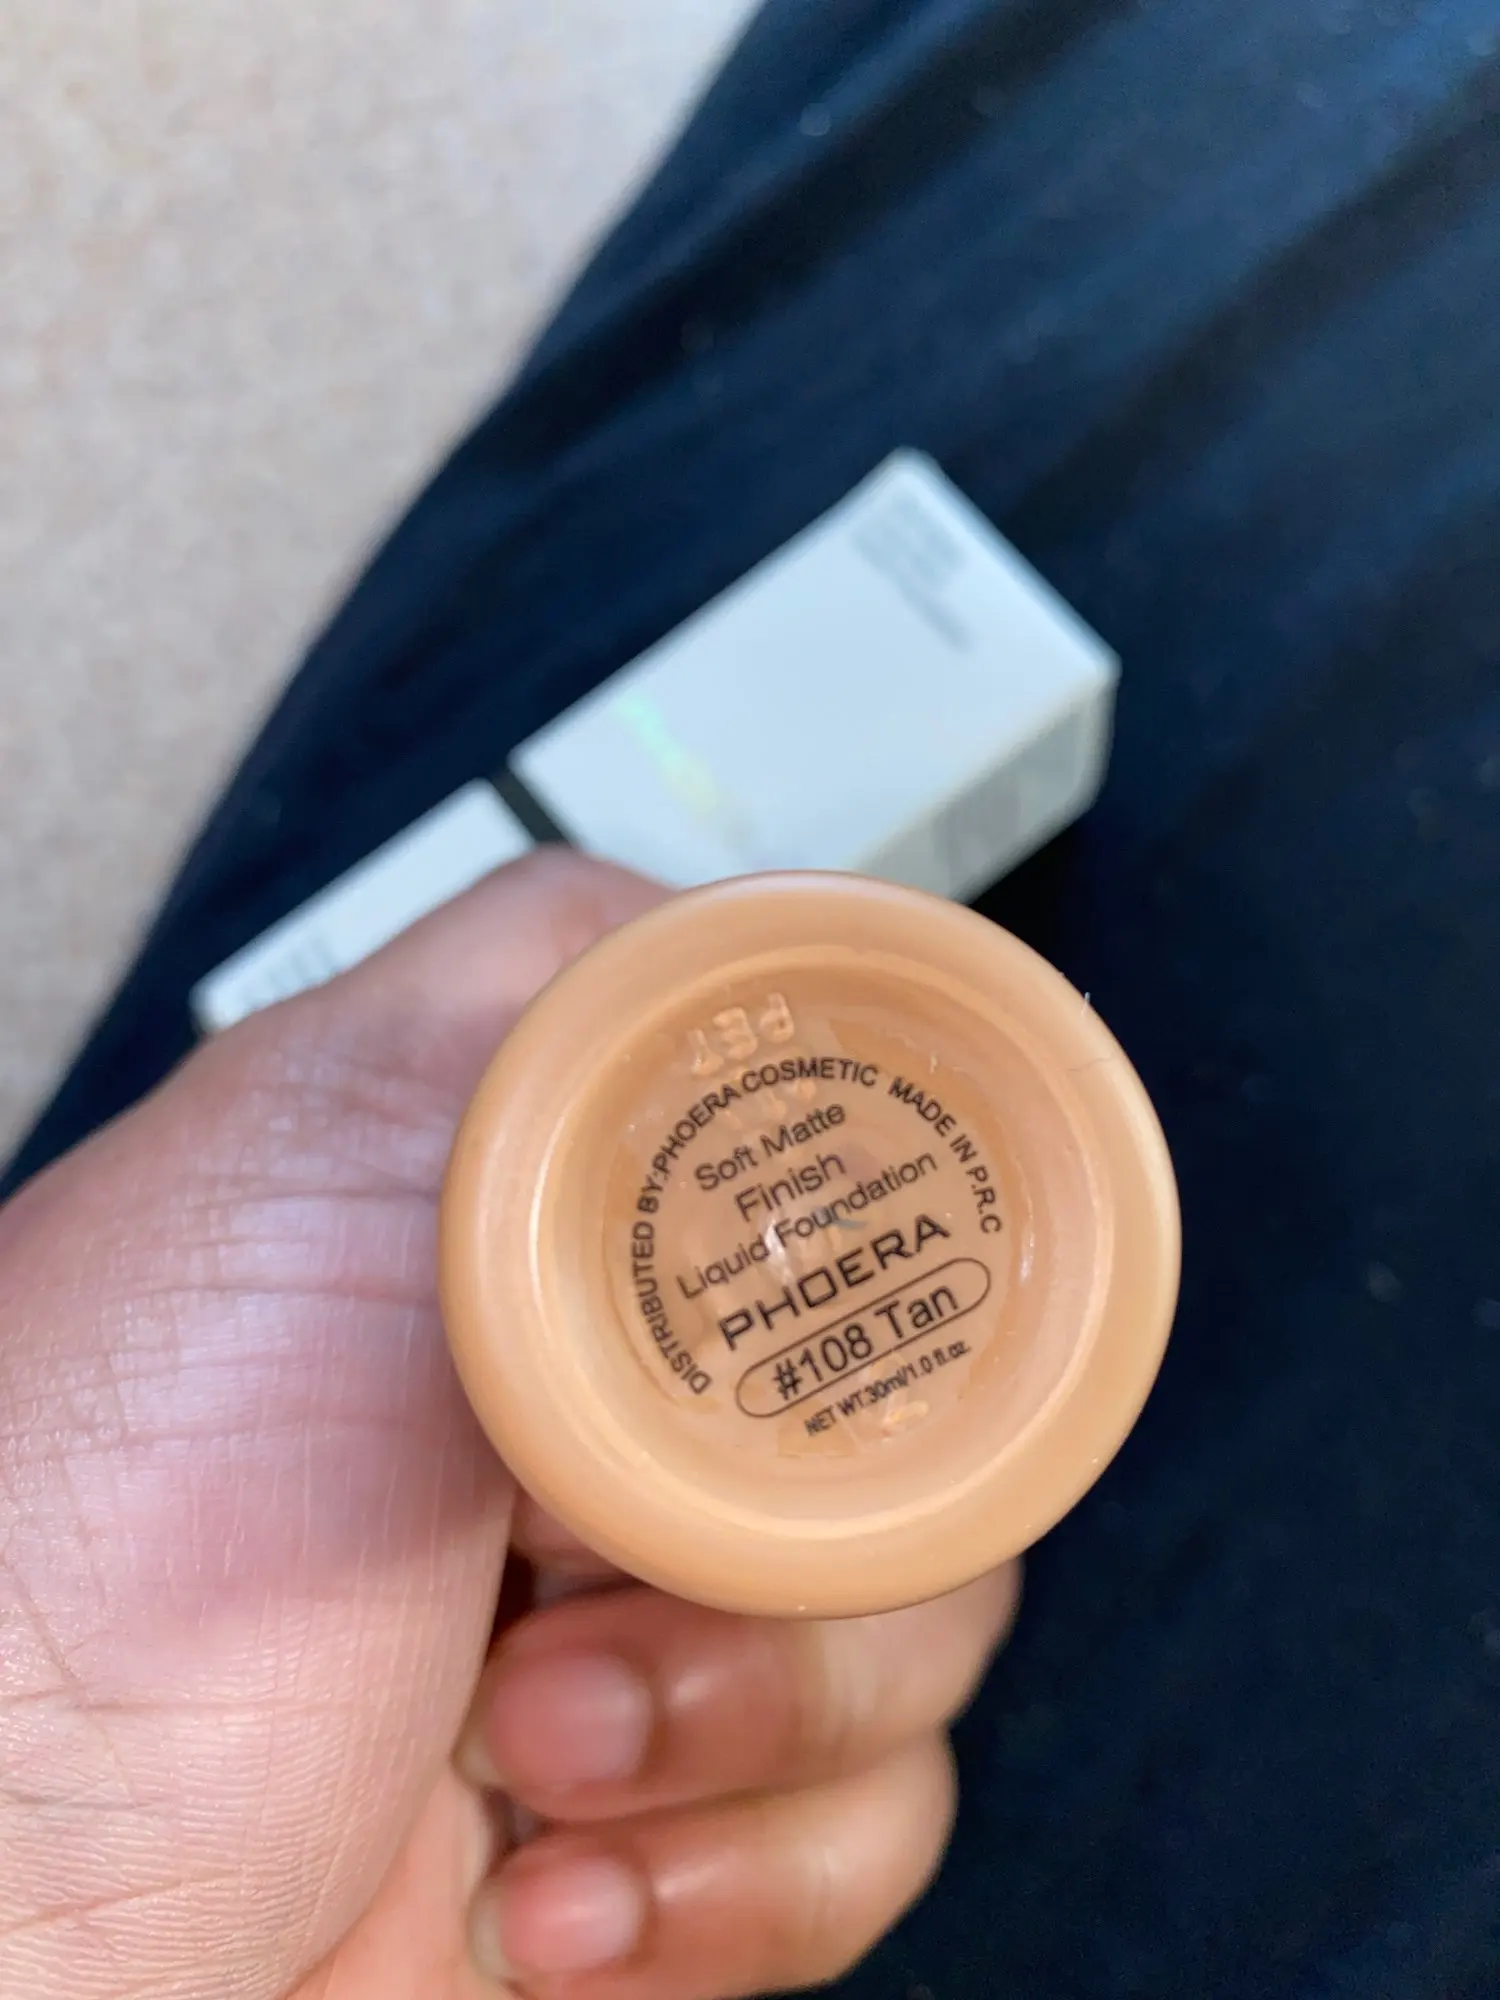 PET
DISTRIBUTED BY:PHOERA COSMETIC MADE IN P.R.C
Soft Matte
Finish
Liquid Foundation
PHOERA
#108 Tan
NET WT.30ml/1.0 fl.oz.